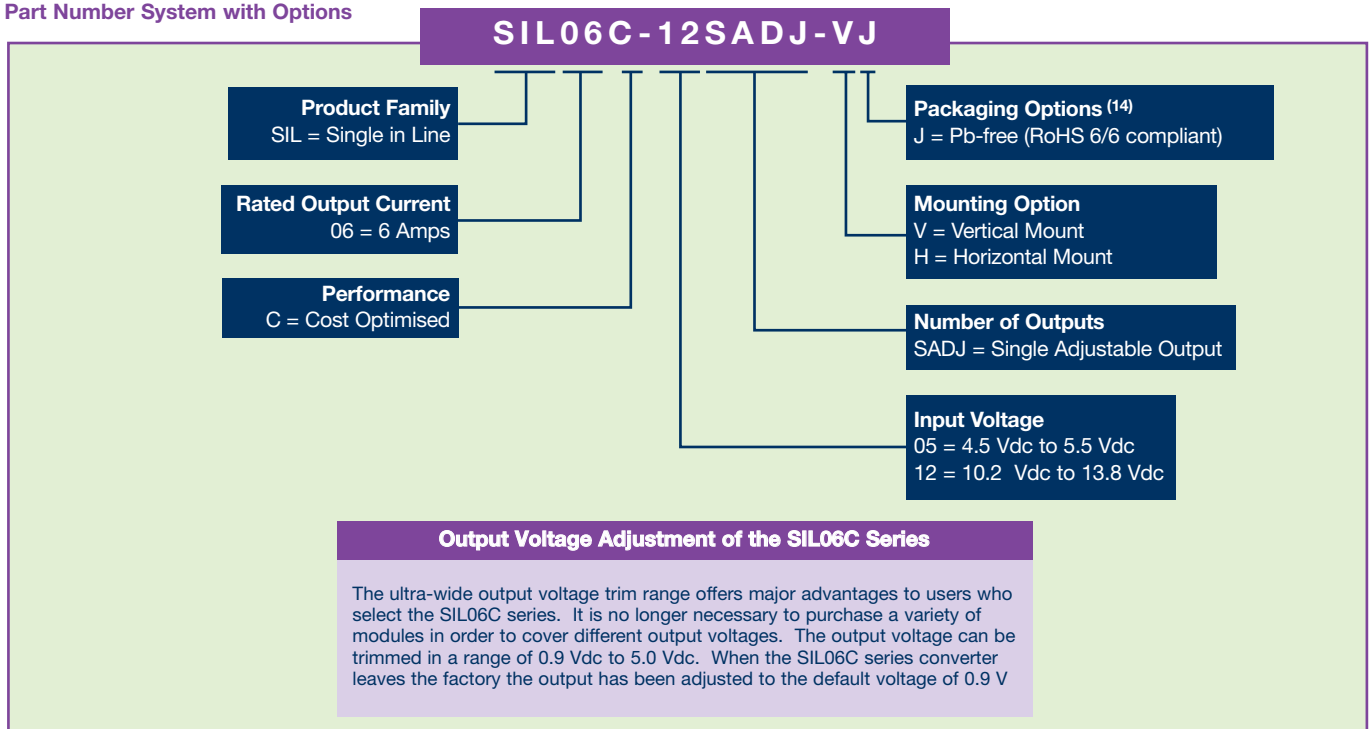 Part Number System with Options
SIL06C-12SADJ-VJ
Product Family
SIL = Single in Line
Rated Output Current
06 = 6 Amps
Performance
C = Cost Optimised
Packaging Options (14)
J = Pb-free (RoHS 6/6 compliant)
Mounting Option
V = Vertical Mount
H = Horizontal Mount
Number of Outputs
SADJ = Single Adjustable Output
Input Voltage
05 = 4.5 Vdc to 5.5 Vdc
12 = 10.2 Vdc to 13.8 Vdc
Output Voltage Adjustment of the SIL06C Series
The ultra-wide output voltage trim range offers major advantages to users who
select the SIL06C series. It is no longer necessary to purchase a variety of
modules in order to cover different output voltages. The output voltage can be
trimmed in a range of 0.9 Vdc to 5.0 Vdc. When the SIL06C series converter
leaves the factory the output has been adjusted to the default voltage of 0.9 V